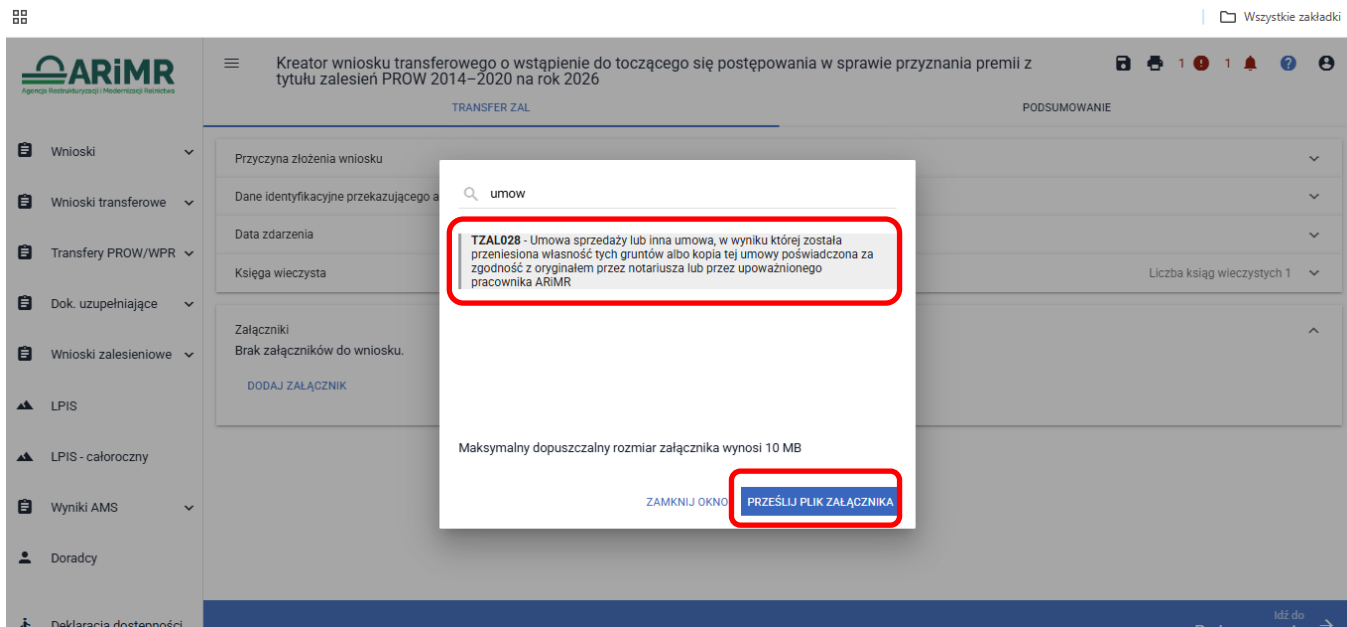 Wszystkie zakładki
ARiMR
Agencja Restrukturyzacji i Modernizacji Rolnictwa
Kreator wniosku transferowego o wstąpienie do toczącego się postępowania w sprawie przyznania premii z
tytułu zalesień PROW 2014–2020 na rok 2026
1 1
TRANSFER ZAL
PODSUMOWANIE
Wnioski
Wnioski transferowe
Transfery PROW/WPR
Dok. uzupełniające
Wnioski zalesieniowe
LPIS
LPIS - całoroczny
Wyniki AMS
Doradcy
Deklaracja dostępności
Przyczyna złożenia wniosku
Dane identyfikacyjne przekazującego a
Data zdarzenia
Księga wieczysta
Liczba ksiąg wieczystych 1
Załączniki
Brak załączników do wniosku.
DODAJ ZAŁĄCZNIK
umow
TZAL028 - Umowa sprzedaży lub inna umowa, w wyniku której została
przeniesiona własność tych gruntów albo kopia tej umowy poświadczona za
zgodność z oryginałem przez notariusza lub przez upoważnionego
pracownika ARiMR
Maksymalny dopuszczalny rozmiar załącznika wynosi 10 MB
ZAMKNIJ OKNO
PRZEŚLIJ PLIK ZAŁĄCZNIKA
Idź do